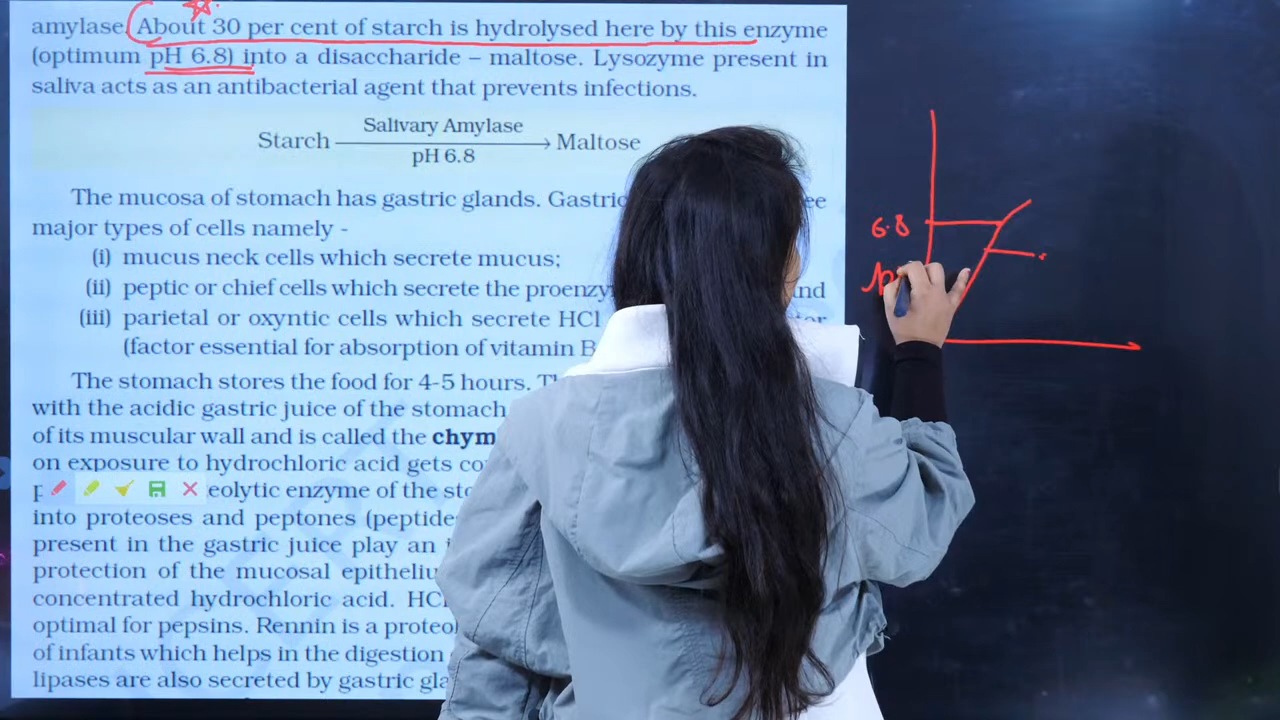 amylase. About 30 per cent of starch is hydrolysed here by this enzyme
(optimum pH 6.8) into a disaccharide – maltose. Lysozyme present in
saliva acts as an antibacterial agent that prevents infections.
Salivary Amylase
Starch Maltose
pH 6.8
The mucosa of stomach has gastric glands. Gastric
major types of cells namely -
(i) mucus neck cells which secrete mucus;
(ii) peptic or chief cells which secrete the
(iii) parietal or oxyntic cells which secrete HCl
(factor essential for absorption of vitamin B
The stomach stores the food for 4-5 hours.
with the acidic gastric juice of the stomach
of its muscular wall and is called the chym
on exposure to hydrochloric acid gets
eolytic enzyme of the
into proteoses and peptones (peptides
present in the gastric juice play an
protection of the mucosal
concentrated hydrochloric acid. HCl
optimal for pepsins. Rennin is a
of infants which helps in the digestion
lipases are also secreted by gastric
6.8